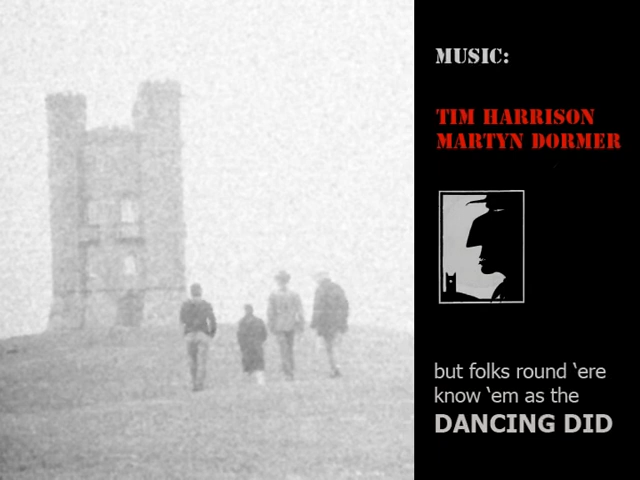 MUSIC:
TIM HARRISON
MARTYN DORMER
but folks round ‘ere
know ‘em as the
DANCING DID